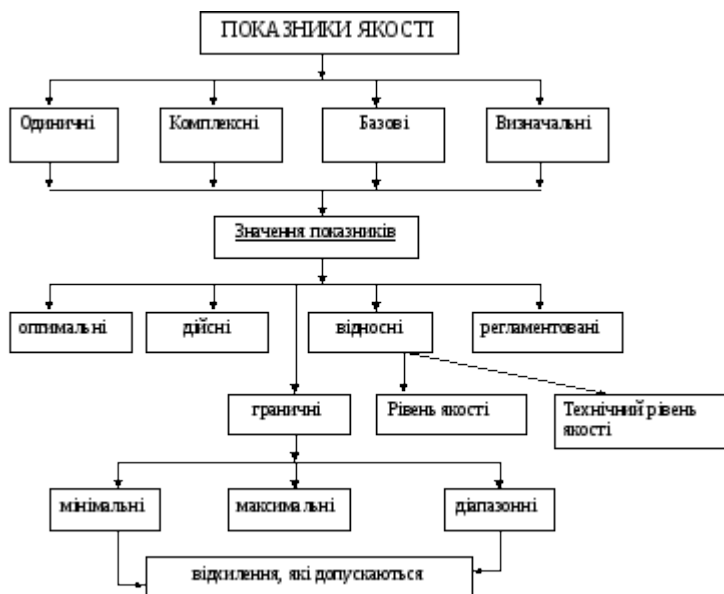 ПОКАЗНИКИ ЯКОСТІ
Одиничні
Комплексні
Базові
Визначальні
Значення показників
оптимальні
дійсні
відносні
регламентовані
граничні
Рівень якості
Технічний рівень
якості
мінімальні
максимальні
діапазонні
відхилення, які допускаються